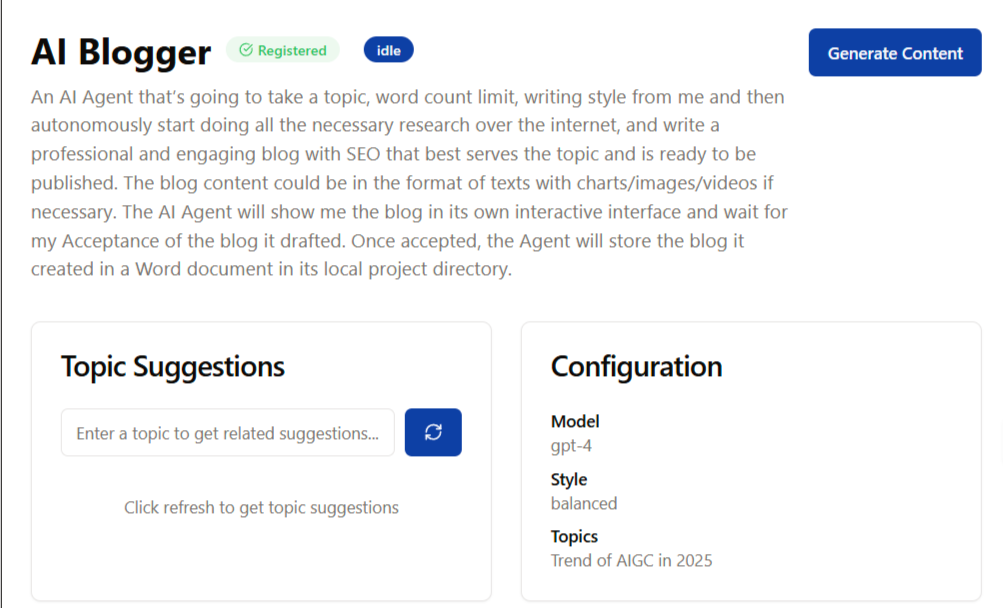 AI Blogger Registered idle Generate Content
An AI Agent that's going to take a topic, word count limit, writing style from me and then
autonomously start doing all the necessary research over the internet, and write a
professional and engaging blog with SEO that best serves the topic and is ready to be
published. The blog content could be in the format of texts with charts/images/videos if
necessary. The AI Agent will show me the blog in its own interactive interface and wait for
my Acceptance of the blog it drafted. Once accepted, the Agent will store the blog it
created in a Word document in its local project directory.
Topic Suggestions
Enter a topic to get related suggestions...
Click refresh to get topic suggestions
Configuration
Model
gpt-4
Style
balanced
Topics
Trend of AIGC in 2025